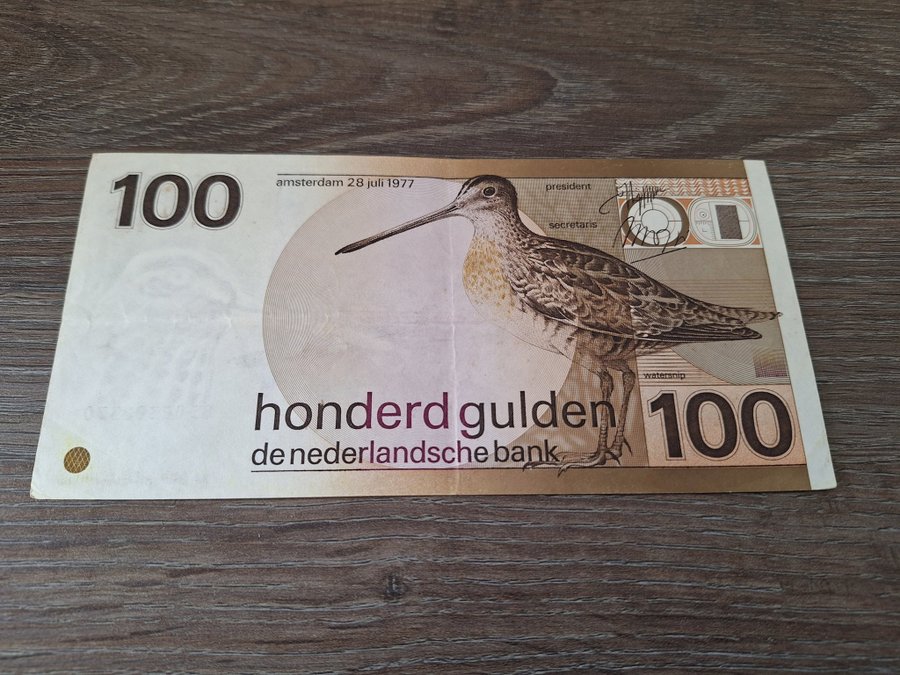 100
amsterdam 28 juli 1977
president
secretaris
watersnip
honderd gulden
100
de nederlandsche bank